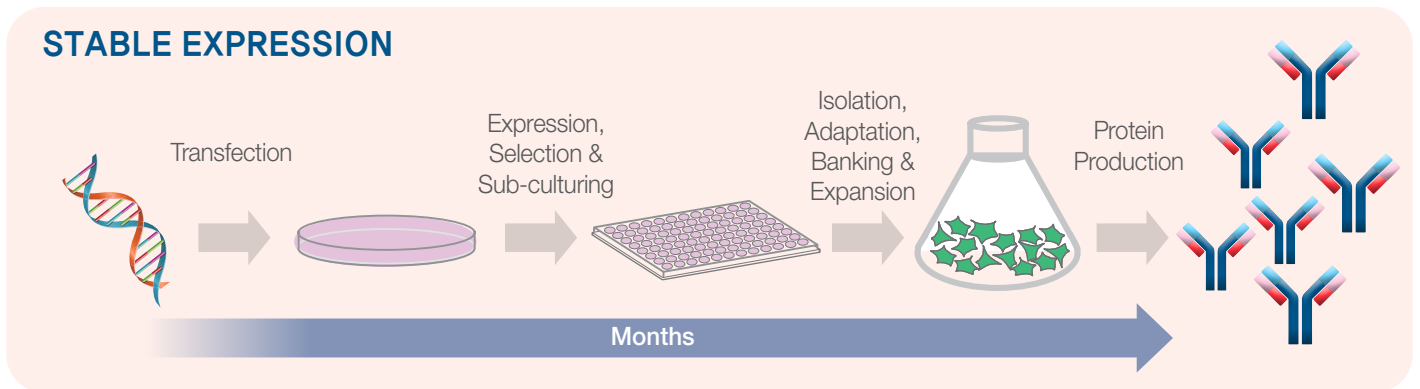 STABLE EXPRESSION
Transfection
Expression,
Selection &
Sub-culturing
Isolation,
Adaptation,
Banking &
Expansion
Protein
Production
Months